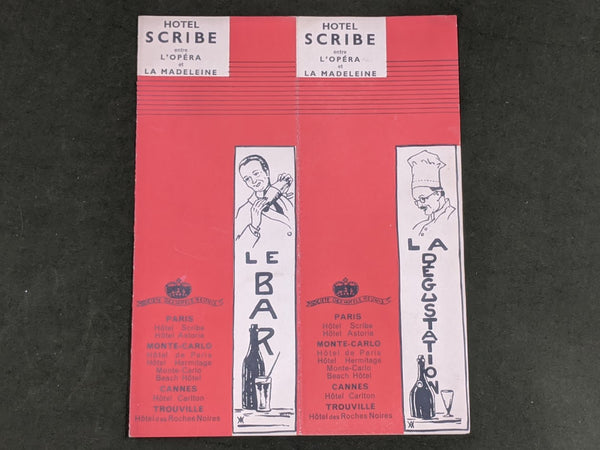 HOTEL
SCRIBE
entre
L'OPÉRA
et
LA MADELEINE
LE
BAR
PARIS
Hôtel Scribe
Hôtel Astoria
MONTE-CARLO
Hôtel de Paris
Hôtel Hermitage
Monte-Carlo
Beach Hôtel
CANNES
Hôtel Carlton
TROUVILLE
Hôtel des Roches Noires
HOTEL
SCRIBE
entre
L'OPÉRA
et
LA MADELEINE
LA
DEGUSTATION
PARIS
Hôtel Scribe
Hôtel Astoria
MONTE-CARLO
Hôtel de Paris
Hôtel Hermitage
Monte-Carlo
Beach Hôtel
CANNES
Hôtel Carlton
TROUVILLE
Hôtel des Roches Noires